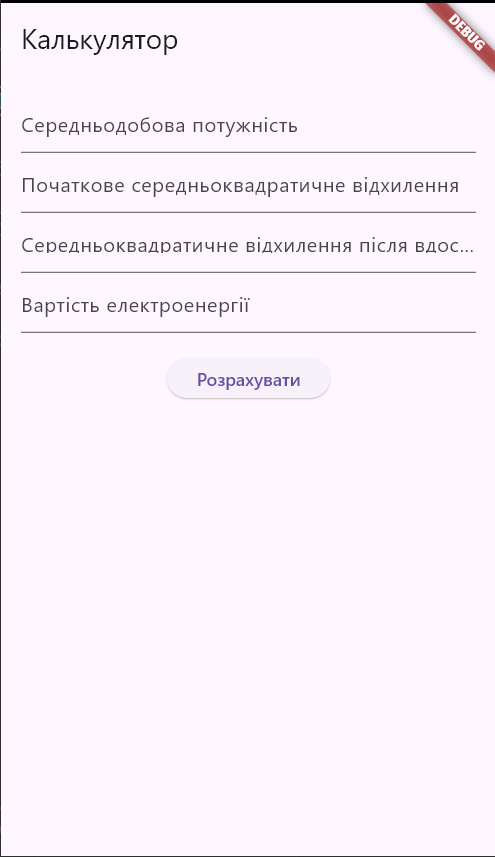 DEBUG
Калькулятор
Середньодобова потужність
Початкове середньоквадратичне відхилення
Середньоквадратичне відхилення після вдос...
Вартість електроенергії
Розрахувати